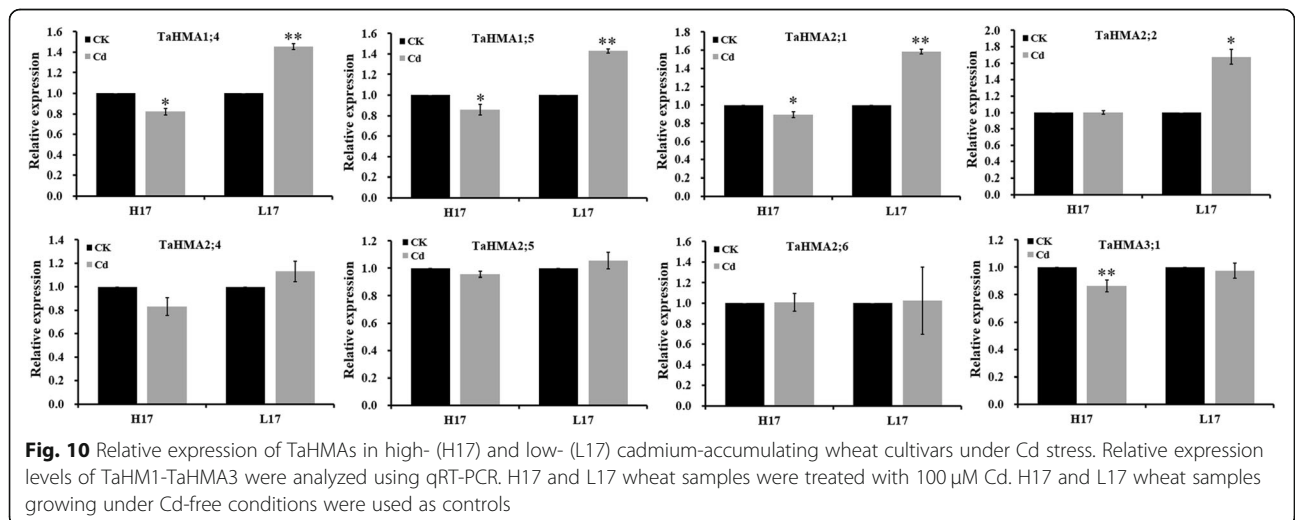 TaHMA1;4
CK
Cd
Relative expression
1.6
1.4
1.2
1.0
0.8
0.6
0.4
0.2
0.0
*
**
H17
L17
TaHMA1;5
CK
Cd
Relative expression
1.6
1.4
1.2
1.0
0.8
0.6
0.4
0.2
0.0
*
**
H17
L17
TaHMA2;1
CK
Cd
Relative expression
1.8
1.6
1.4
1.2
1.0
0.8
0.6
0.4
0.2
0.0
*
**
H17
L17
TaHMA2;2
CK
Cd
Relative expression
2.0
1.8
1.6
1.4
1.2
1.0
0.8
0.6
0.4
0.2
0.0
*
H17
L17
TaHMA2;4
CK
Cd
Relative expression
1.4
1.2
1.0
0.8
0.6
0.4
0.2
0.0
H17
L17
TaHMA2;5
CK
Cd
Relative expression
1.2
1.0
0.8
0.6
0.4
0.2
0.0
H17
L17
TaHMA2;6
CK
Cd
Relative expression
1.6
1.4
1.2
1.0
0.8
0.6
0.4
0.2
0.0
H17
L17
TaHMA3;1
CK
Cd
Relative expression
1.2
1.0
0.8
0.6
0.4
0.2
0.0
**
H17
L17
Fig. 10 Relative expression of TaHMAs in high- (H17) and low- (L17) cadmium-accumulating wheat cultivars under Cd stress. Relative expression
levels of TaHM1-TaHMA3 were analyzed using qRT-PCR. H17 and L17 wheat samples were treated with 100 μM Cd. H17 and L17 wheat samples
growing under Cd-free conditions were used as controls